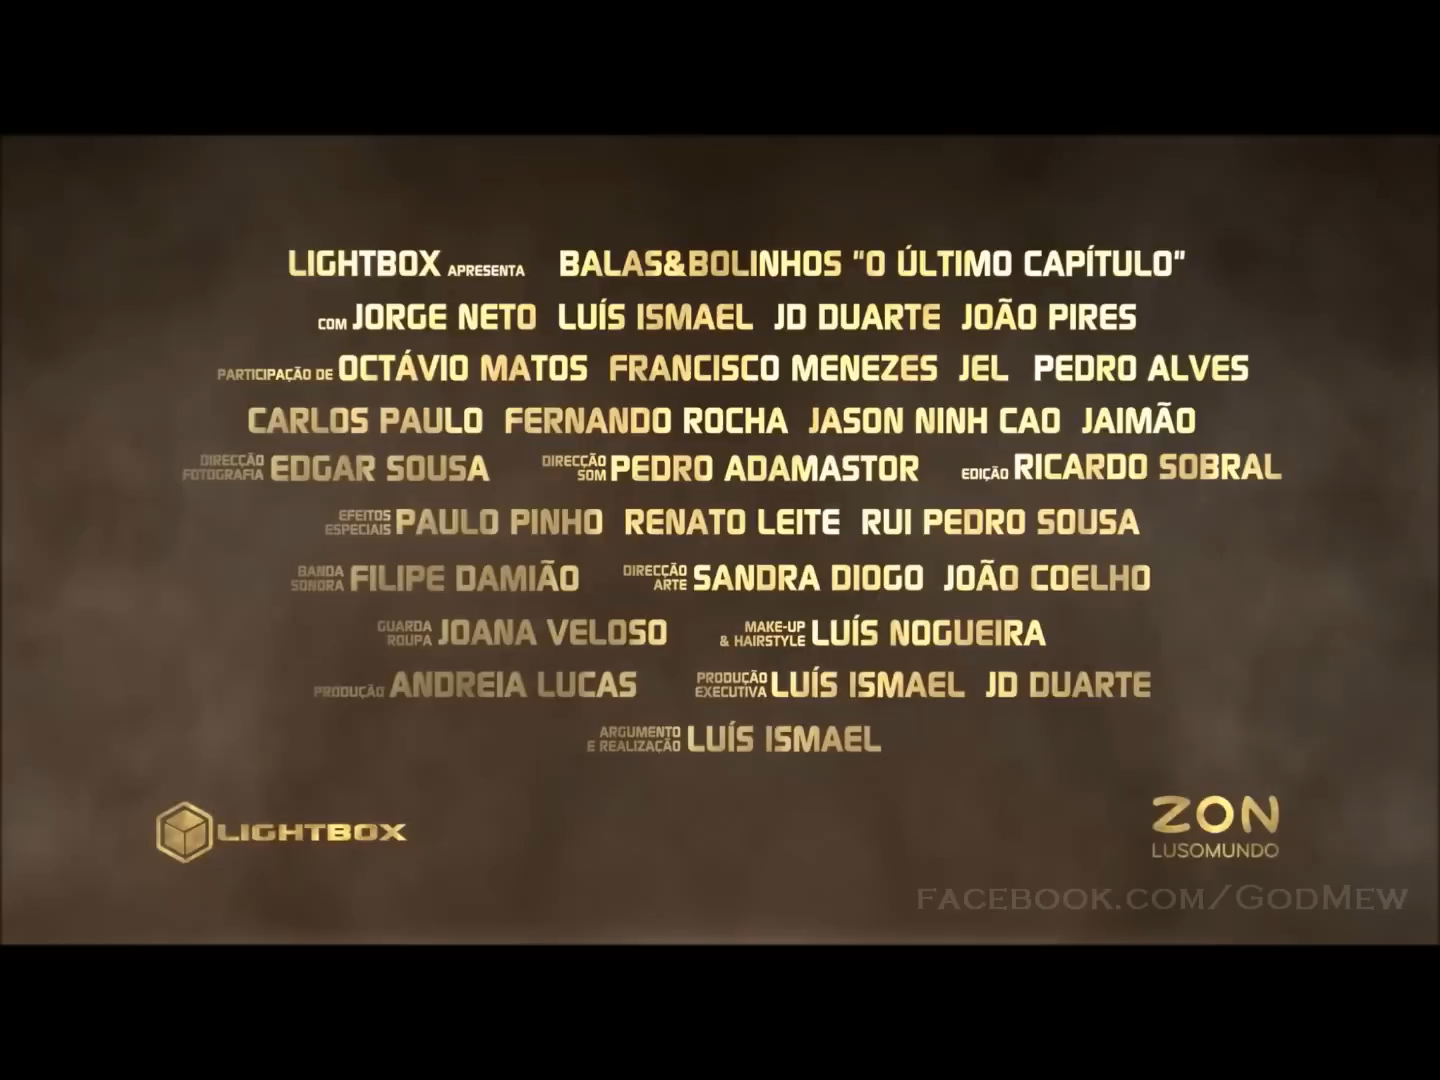 LIGHTBOX APRESENTA BALAS&BOLINHOS "O ÚLTIMO CAPÍTULO"
COM JORGE NETO LUÍS ISMAEL JD DUARTE JOÃO PIRES
PARTICIPAÇÃO DE OCTÁVIO MATOS FRANCISCO MENEZES JEL PEDRO ALVES
CARLOS PAULO FERNANDO ROCHA JASON NINH CAO JAIMÃO
DIRECÇÃO FOTOGRAFIA EDGAR SOUSA DIRECÇÃO SOM PEDRO ADAMASTOR EDIÇÃO RICARDO SOBRAL
EFEITOS ESPECIAIS PAULO PINHO RENATO LEITE RUI PEDRO SOUSA
BANDA SONORA FILIPE DAMIÃO DIRECÇÃO ARTE SANDRA DIOGO JOÃO COELHO
GUARDA ROUPA JOANA VELOSO MAKE-UP & HAIRSTYLE LUÍS NOGUEIRA
PRODUÇÃO ANDREIA LUCAS PRODUÇÃO EXECUTIVA LUÍS ISMAEL JD DUARTE
ARGUMENTO E REALIZAÇÃO LUÍS ISMAEL
LIGHTBOX
ZON
LUSOMUNDO
FACEBOOK.COM/GODMEW